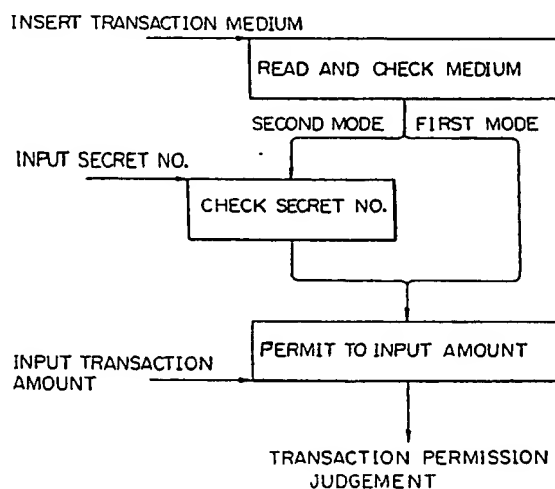 INSERT TRANSACTION MEDIUM
READ AND CHECK MEDIUM
SECOND MODE
FIRST MODE
INPUT SECRET NO.
CHECK SECRET NO.
PERMIT TO INPUT AMOUNT
INPUT TRANSACTION
AMOUNT
TRANSACTION PERMISSION
JUDGEMENT